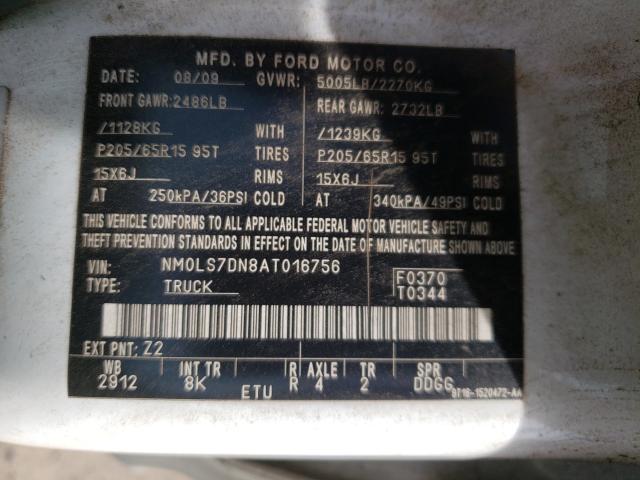 MFD. BY FORD MOTOR CO.
DATE: 08/09 GVWR: 5005LB/2270KG
FRONT GAWR: 2486LB REAR GAWR: 2732LB
/1128KG WITH /1239KG WITH
P205/65R15 95T TIRES P205/65R15 95T TIRES
15X6J RIMS 15X6J RIMS
AT 250kPA/36PSI COLD AT 340kPA/49PSI COLD
THIS VEHICLE CONFORMS TO ALL APPLICABLE FEDERAL MOTOR VEHICLE SAFETY AND
THEFT PREVENTION STANDARDS IN EFFECT ON THE DATE OF MANUFACTURE SHOWN ABOVE
VIN: NM0LS7DN8AT016756 F0370
TYPE: TRUCK T0344
EXT PNT: Z2
WB INT TR R AXLE TR SPR
2912 8K R 4 2 DDGG
ETU 9T16-1520472-AA